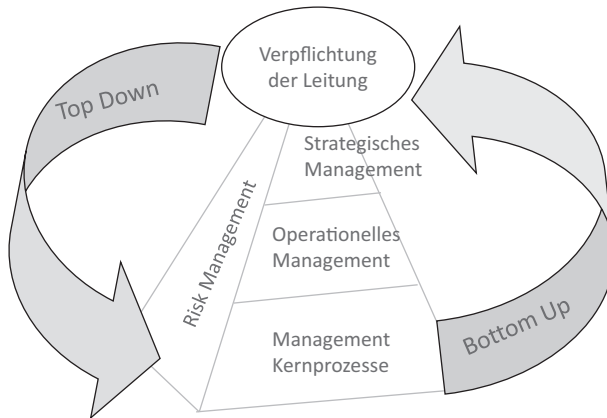 Verpflichtung
der Leitung
Top Down
Strategisches
Management
Risk Management
Operationelles
Management
Management
Kernprozesse
Bottom Up